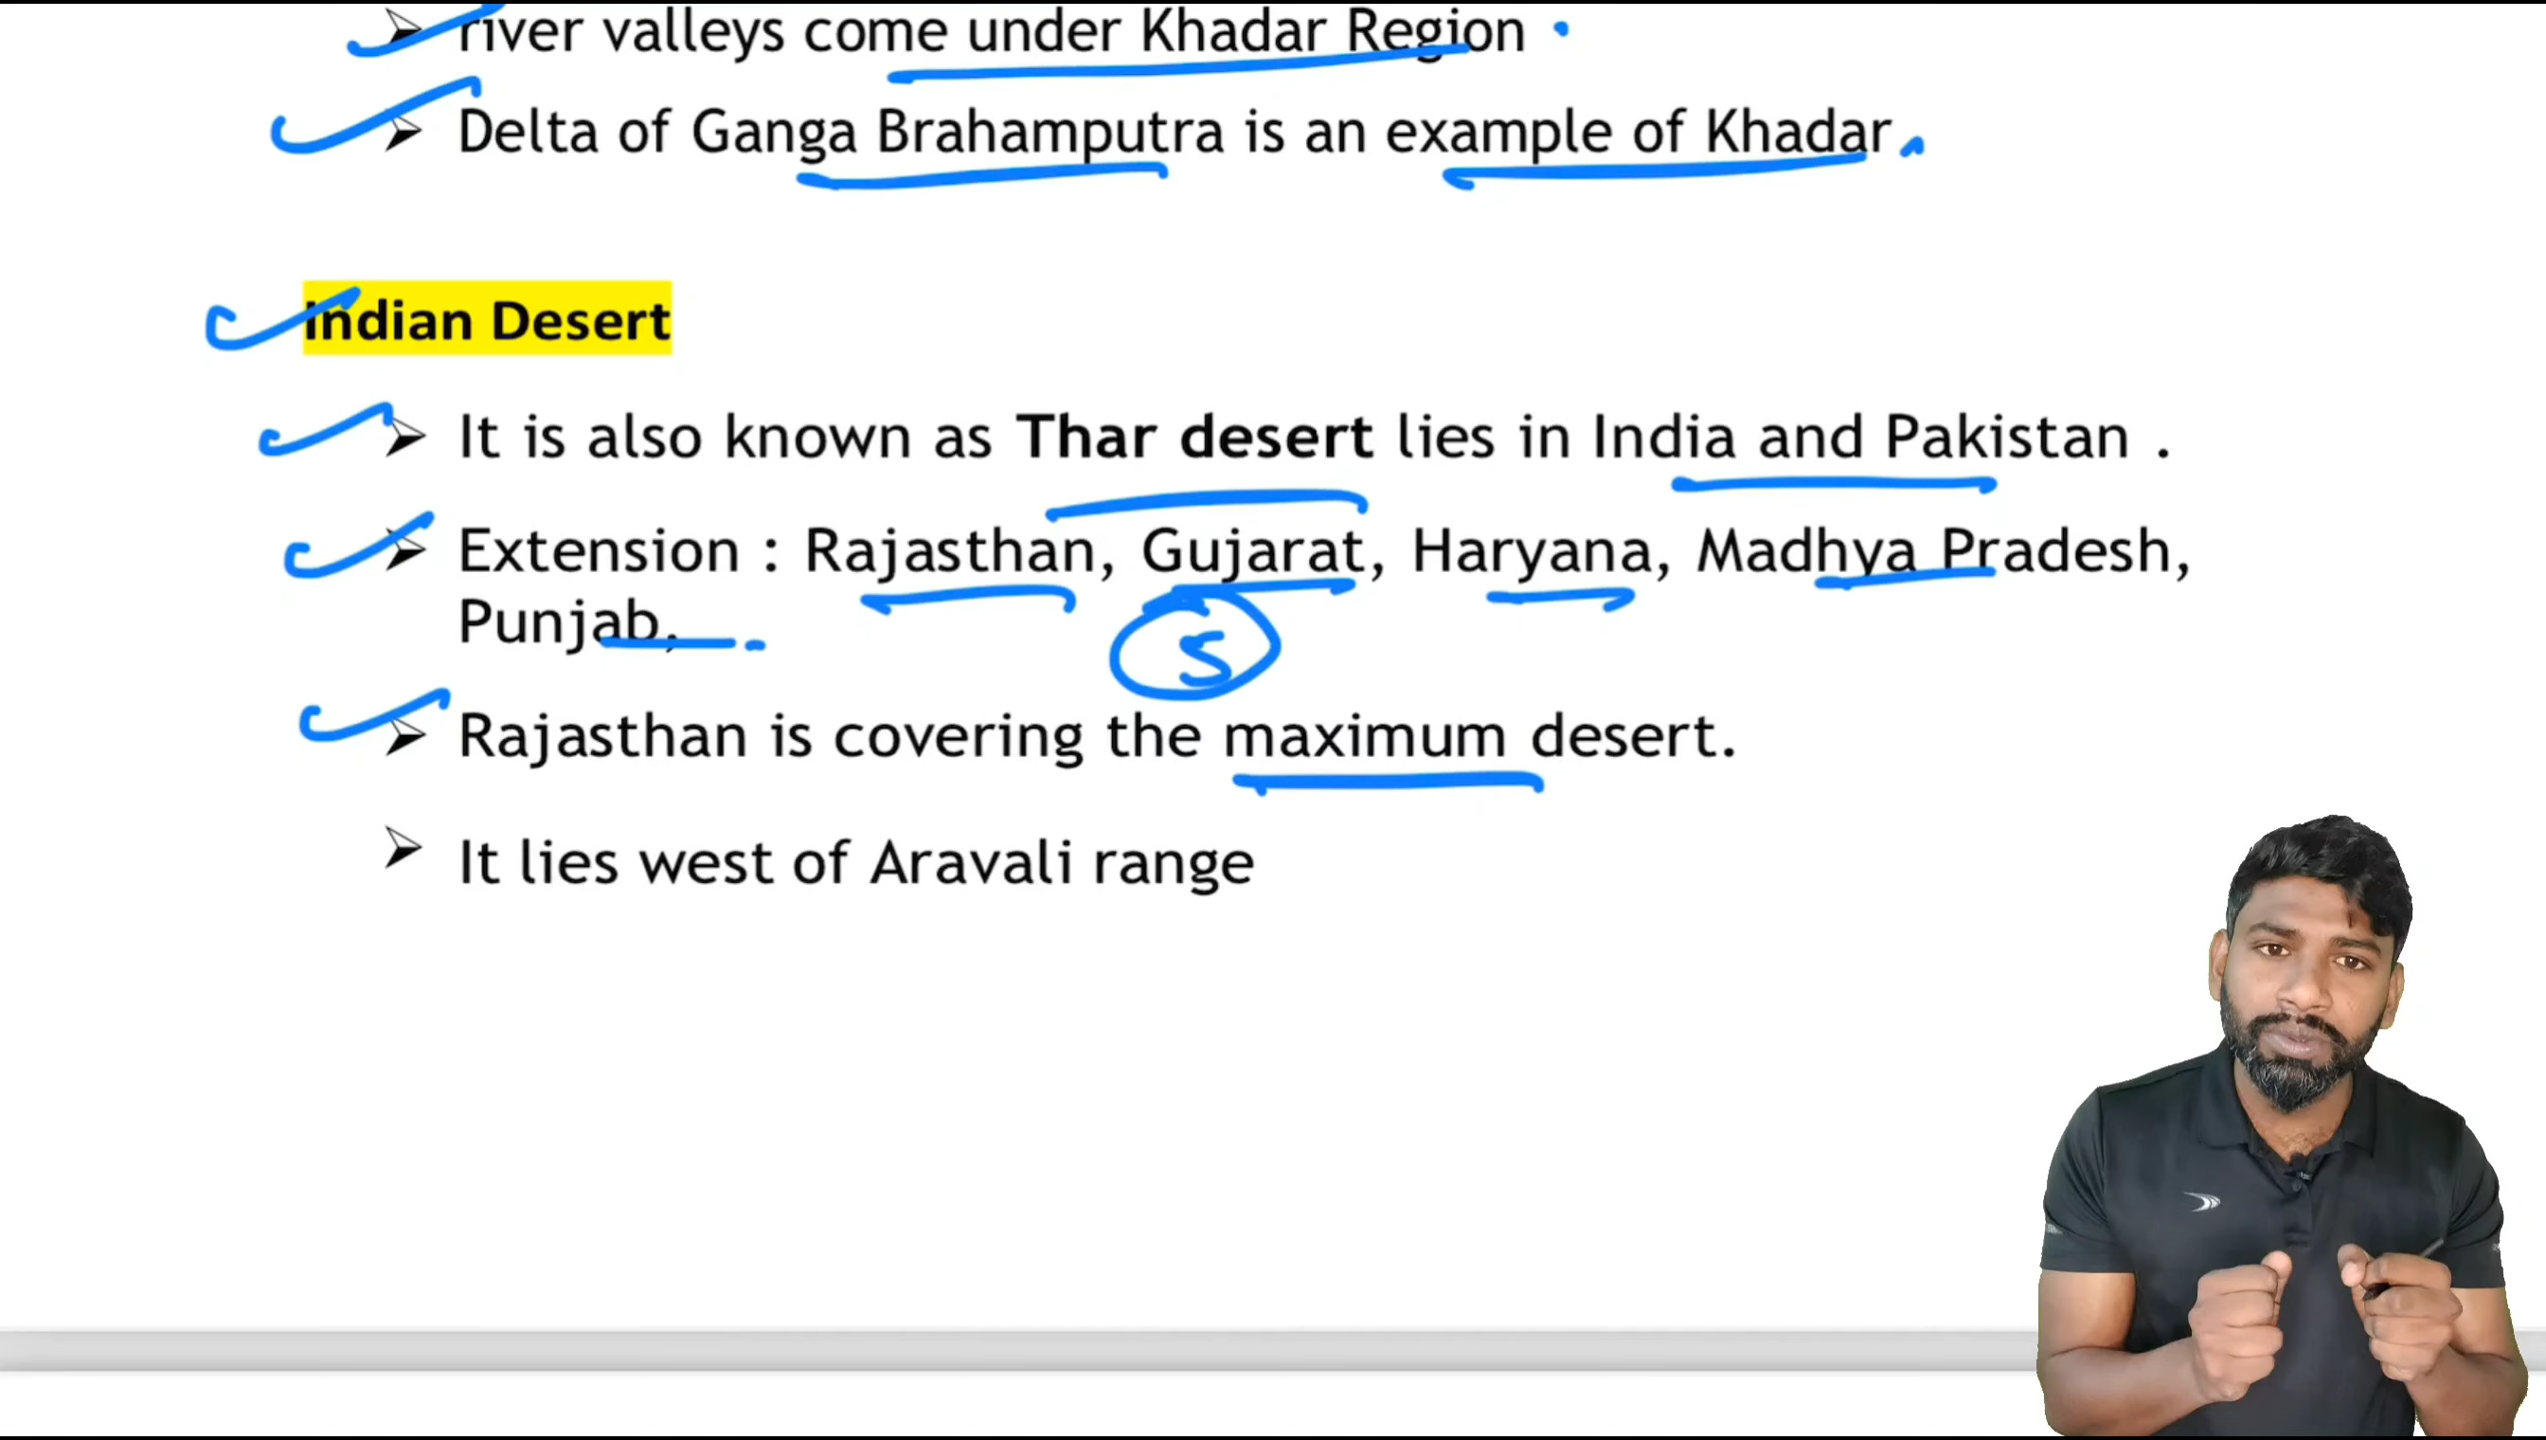 river valleys come under Khadar Region
Delta of Ganga Brahamputra is an example of Khadar
Indian Desert
It is also known as Thar desert lies in India and Pakistan .
Extension : Rajasthan, Gujarat, Haryana, Madhya Pradesh,
Punjab,
5
Rajasthan is covering the maximum desert.
It lies west of Aravali range